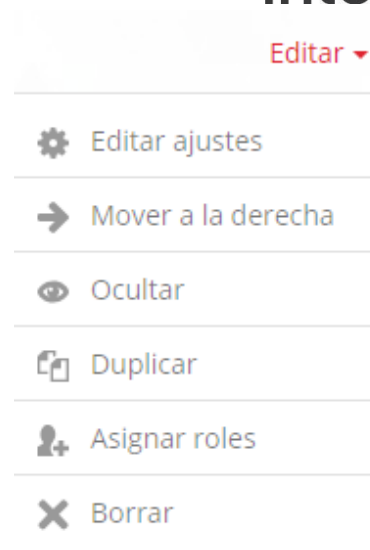 Editar
Editar ajustes
Mover a la derecha
Ocultar
Duplicar
Asignar roles
Borrar